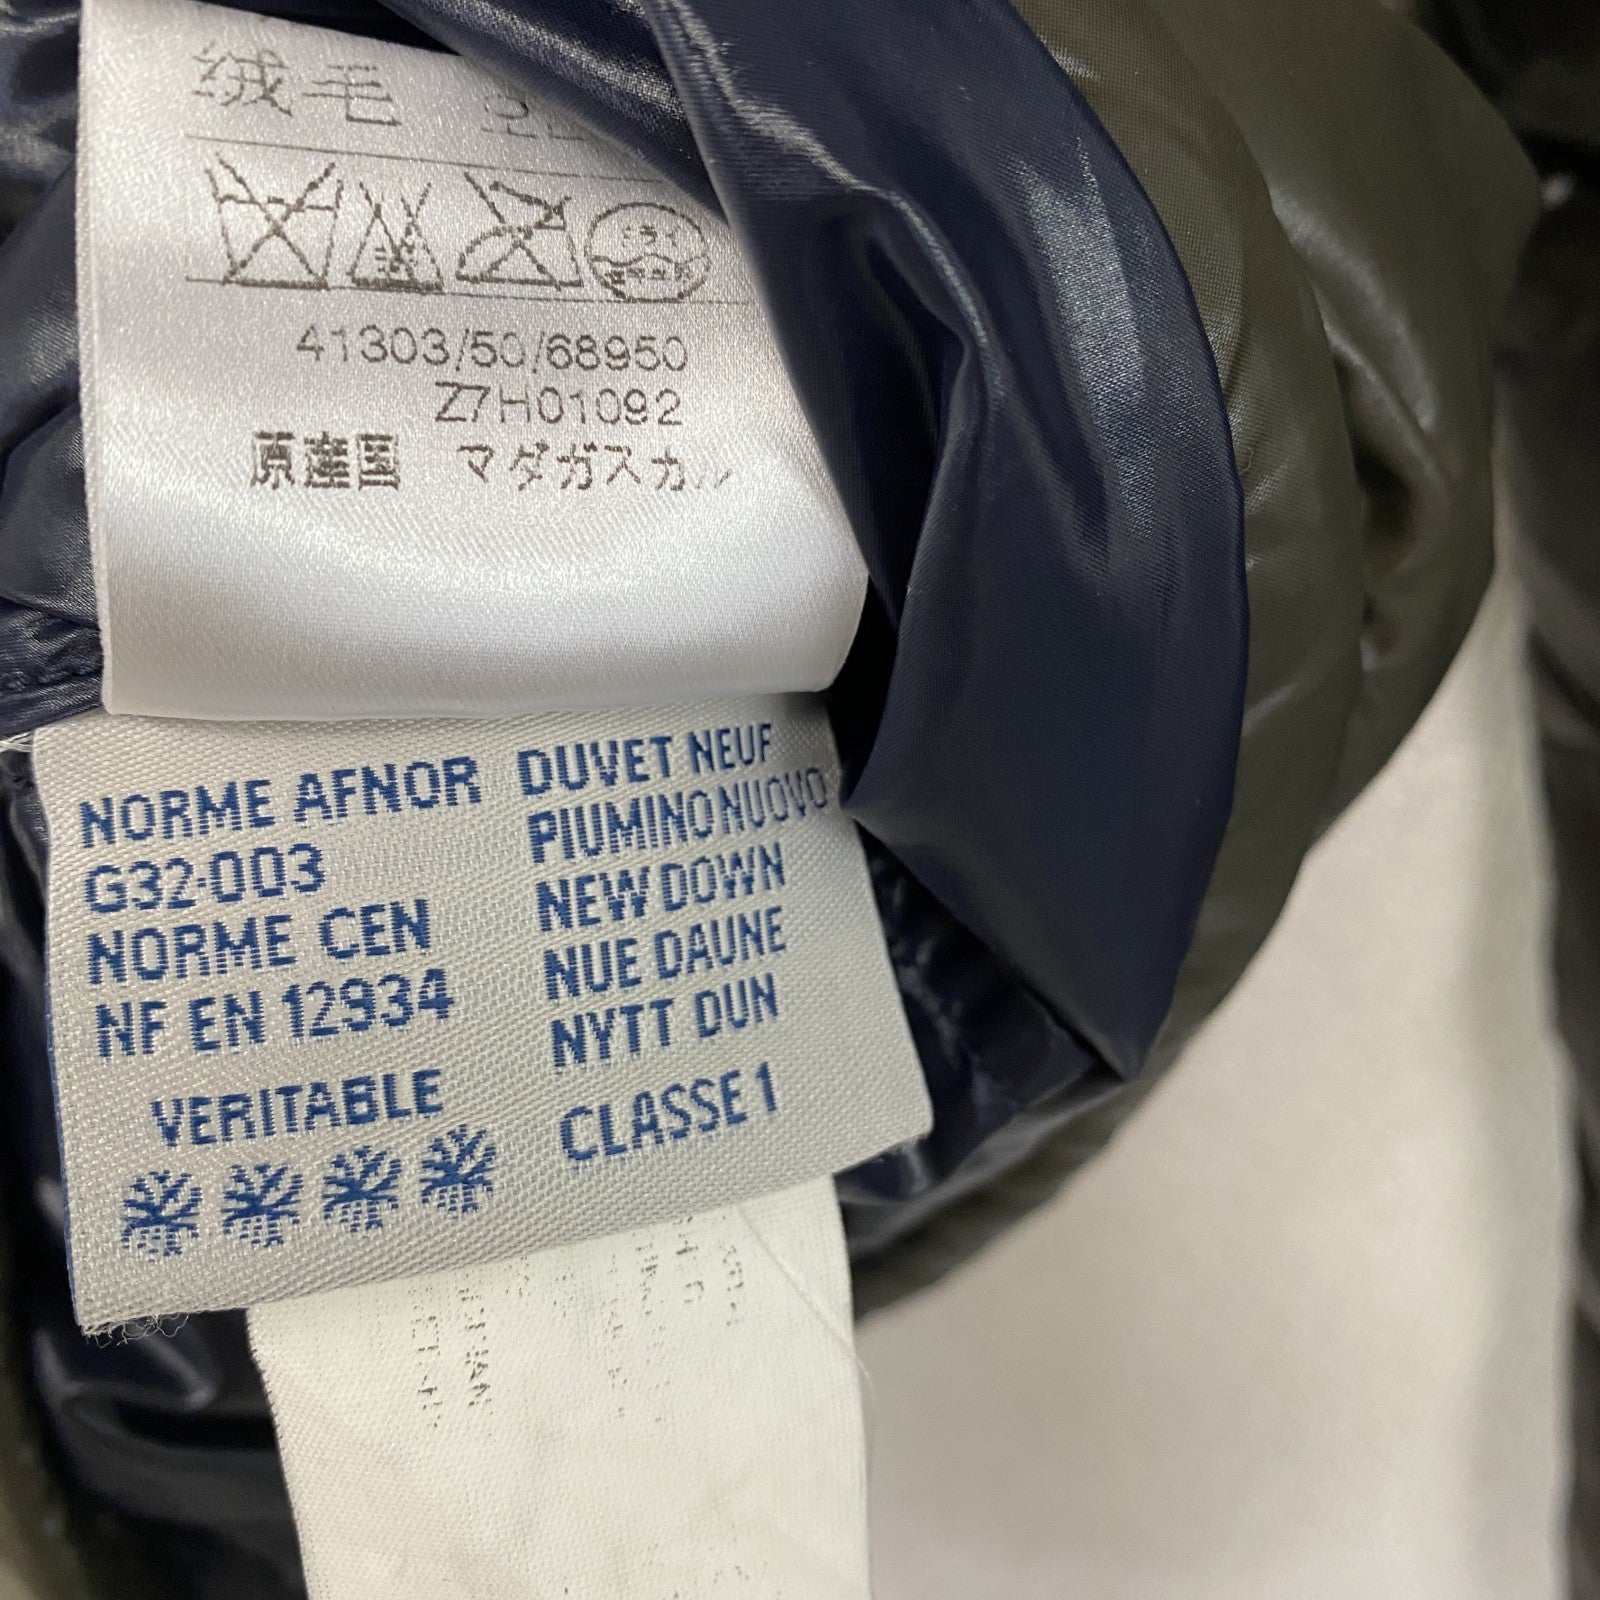 绒毛
41303/50/68950
Z7H01092
原産国 マダガスカル
NORME AFNOR
G32-003
NORME CEN
NF EN 12934
VERITABLE
DUVET NEUF
PIUMINO NUOVO
NEW DOWN
NUE DAUNE
NYTT DUN
CLASSE 1